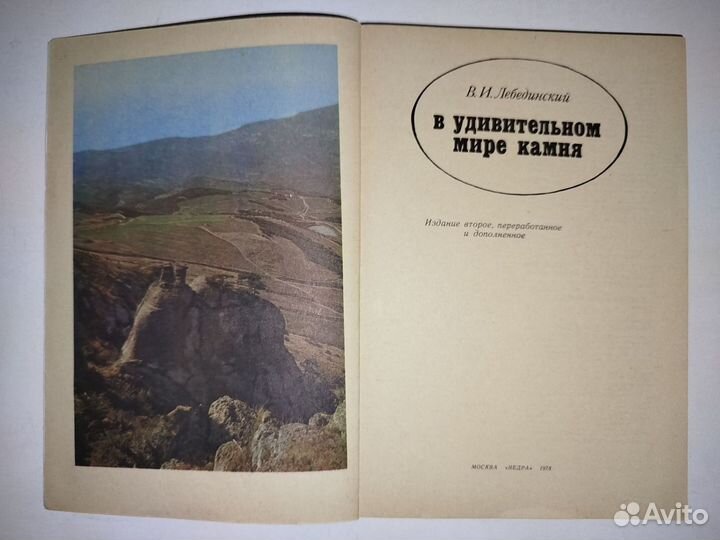 В. И. Лебединский
В УДИВИТЕЛЬНОМ
МИРЕ КАМНЯ
Издание второе, переработанное
и дополненное
МОСКВА «НЕДРА» 1978
Avito